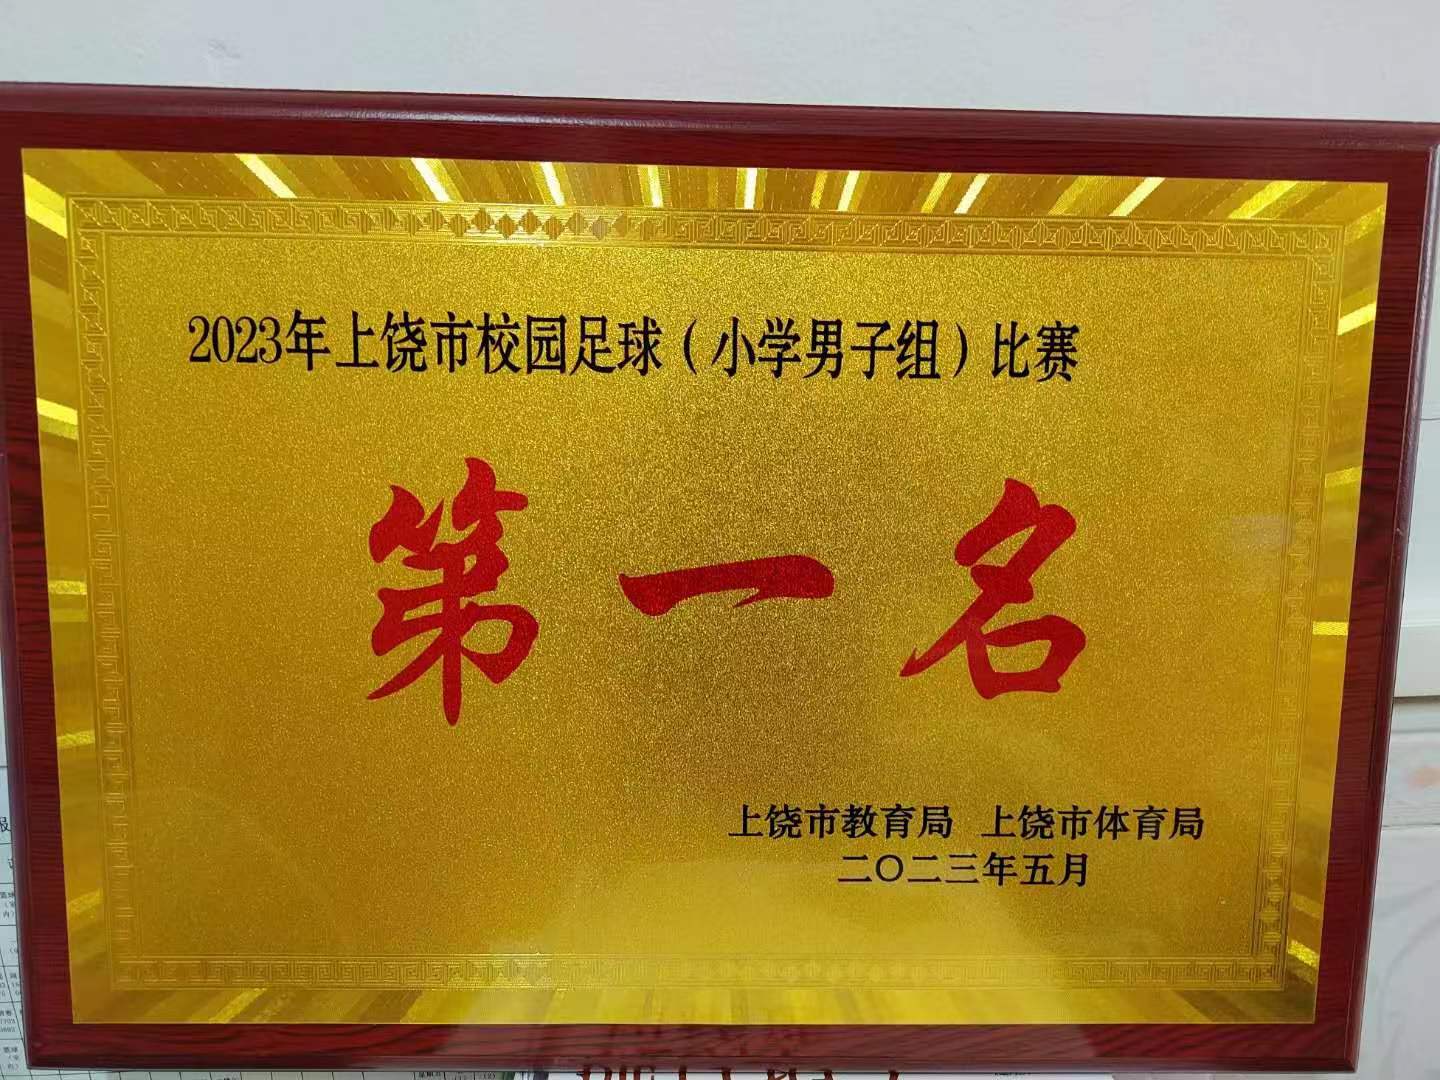 2023年上饶市校园足球（小学男子组）比赛
第一名
上饶市教育局 上饶市体育局
二〇二三年五月